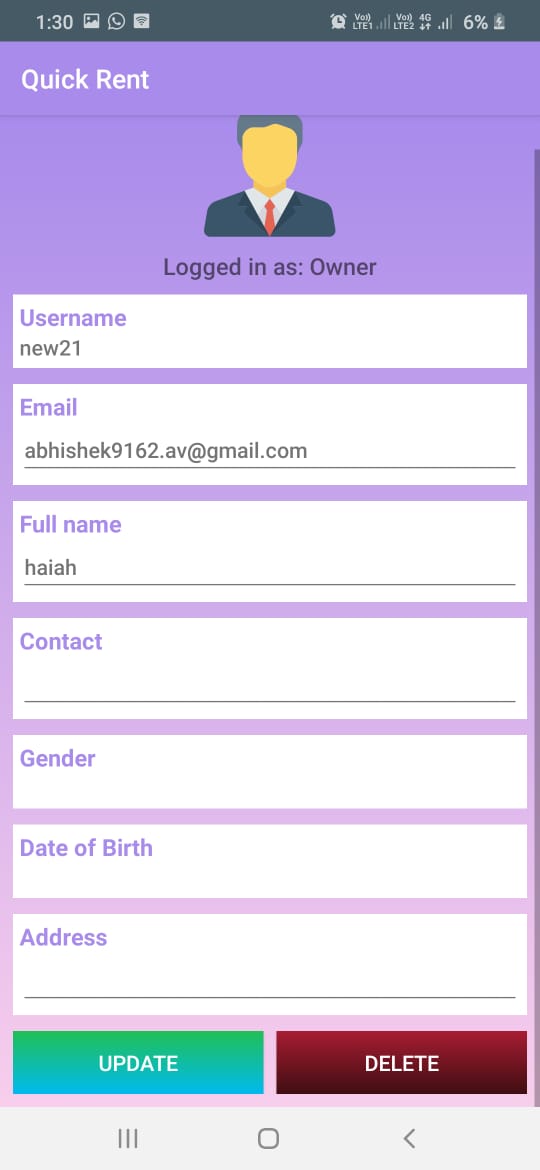 1:30
Vo)) LTE1 Vo)) LTE2 4G 6%
Quick Rent
Logged in as: Owner
Username
new21
Email
abhishek9162.av@gmail.com
Full name
haiah
Contact
Gender
Date of Birth
Address
UPDATE
DELETE